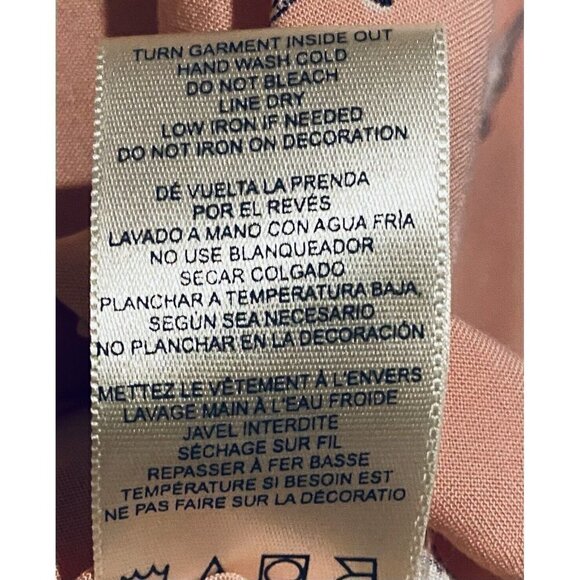 TURN GARMENT INSIDE OUT
HAND WASH COLD
DO NOT BLEACH
LINE DRY
LOW IRON IF NEEDED
DO NOT IRON ON DECORATION
DÉ VUELTA LA PRENDA
POR EL REVÉS
LAVADO A MANO CON AGUA FRÌA
NO USE BLANQUEADOR
SECAR COLGADO
PLANCHAR A TEMPERATURA BAJA,
SEGÚN SEA NECESARIO
NO PLANCHAR EN LA DECORACIÓN
METTEZ LE VÊTEMENT À L'ENVERS
LAVAGE MAIN À L'EAU FROIDE
JAVEL INTERDITE
SÉCHAGE SUR FIL
REPASSER À FER BASSE
TEMPÉRATURE SI BESOIN EST
NE PAS FAIRE SUR LA DÉCORATIO